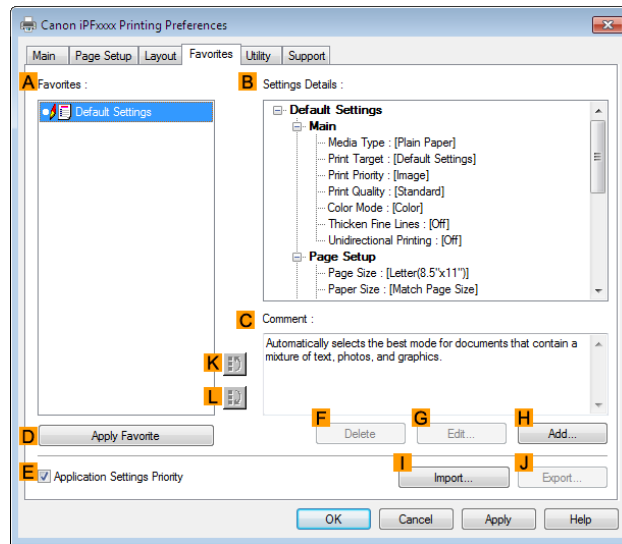 Canon iPFxxxx Printing Preferences
Main Page Setup Layout Favorites Utility Support
A Favorites :
Default Settings
B Settings Details :
Default Settings
Main
Media Type : [Plain Paper]
Print Target : [Default Settings]
Print Priority : [Image]
Print Quality : [Standard]
Color Mode : [Color]
Thicken Fine Lines : [Off]
Unidirectional Printing : [Off]
Page Setup
Page Size : [Letter(8.5"x11")]
Paper Size : [Match Page Size]
C Comment :
Automatically selects the best mode for documents that contain a
mixture of text, photos, and graphics.
K
L
D Apply Favorite
F Delete
G Edit...
H Add...
E Application Settings Priority
I Import...
J Export...
OK Cancel Apply Help